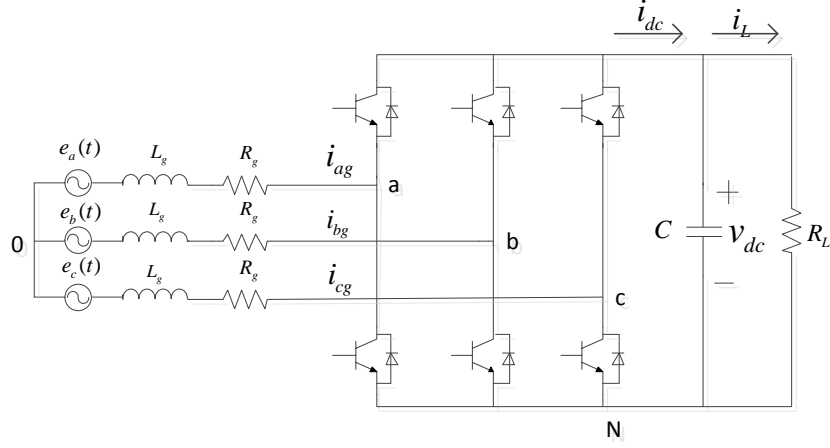 i_dc
i_L
e_a(t)
L_g
R_g
i_ag
a
e_b(t)
L_g
R_g
i_bg
b
0
e_c(t)
L_g
R_g
i_cg
c
C
+
v_dc
−
R_L
N